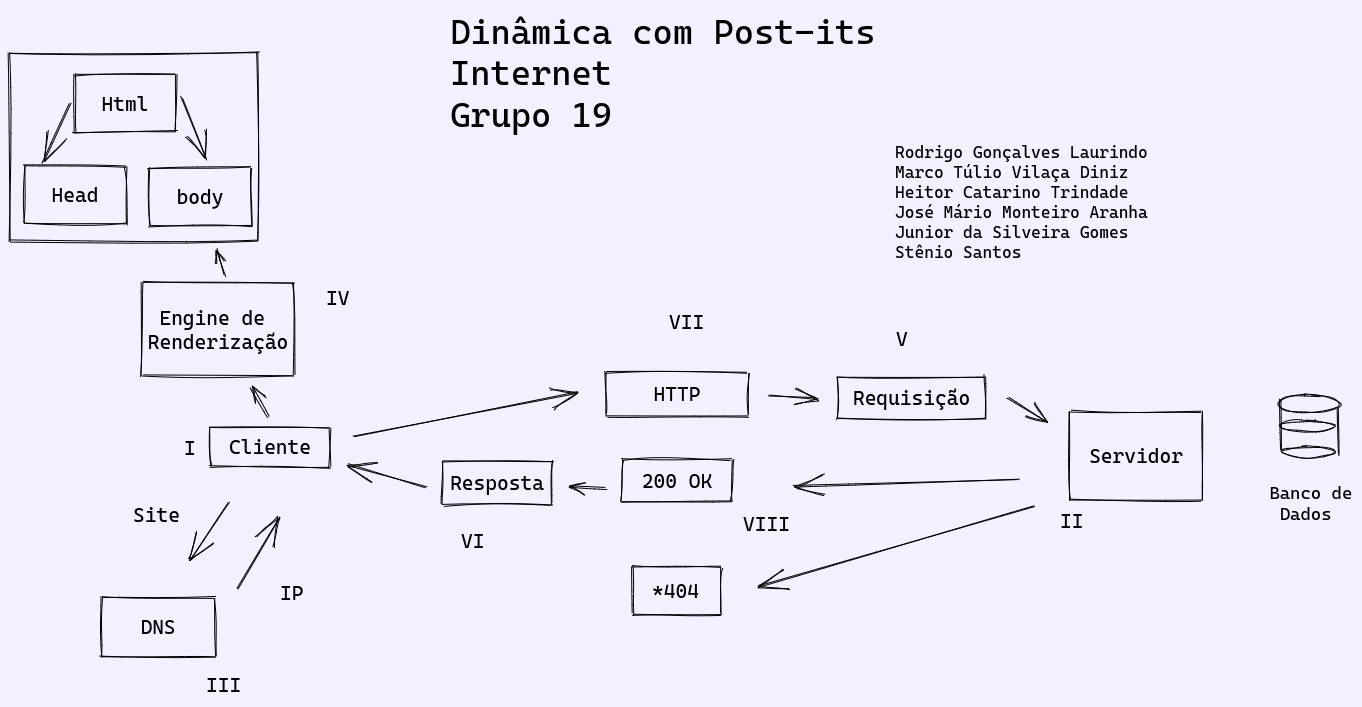 Dinâmica com Post-its
Internet
Grupo 19
Html
Head
body
Rodrigo Gonçalves Laurindo
Marco Túlio Vilaça Diniz
Heitor Catarino Trindade
José Mário Monteiro Aranha
Junior da Silveira Gomes
Stênio Santos
Engine de
Renderização
IV
VII
V
HTTP
Requisição
I
Cliente
Servidor
Resposta
200 OK
Banco de
Dados
Site
VI
VIII
II
IP
*404
DNS
III